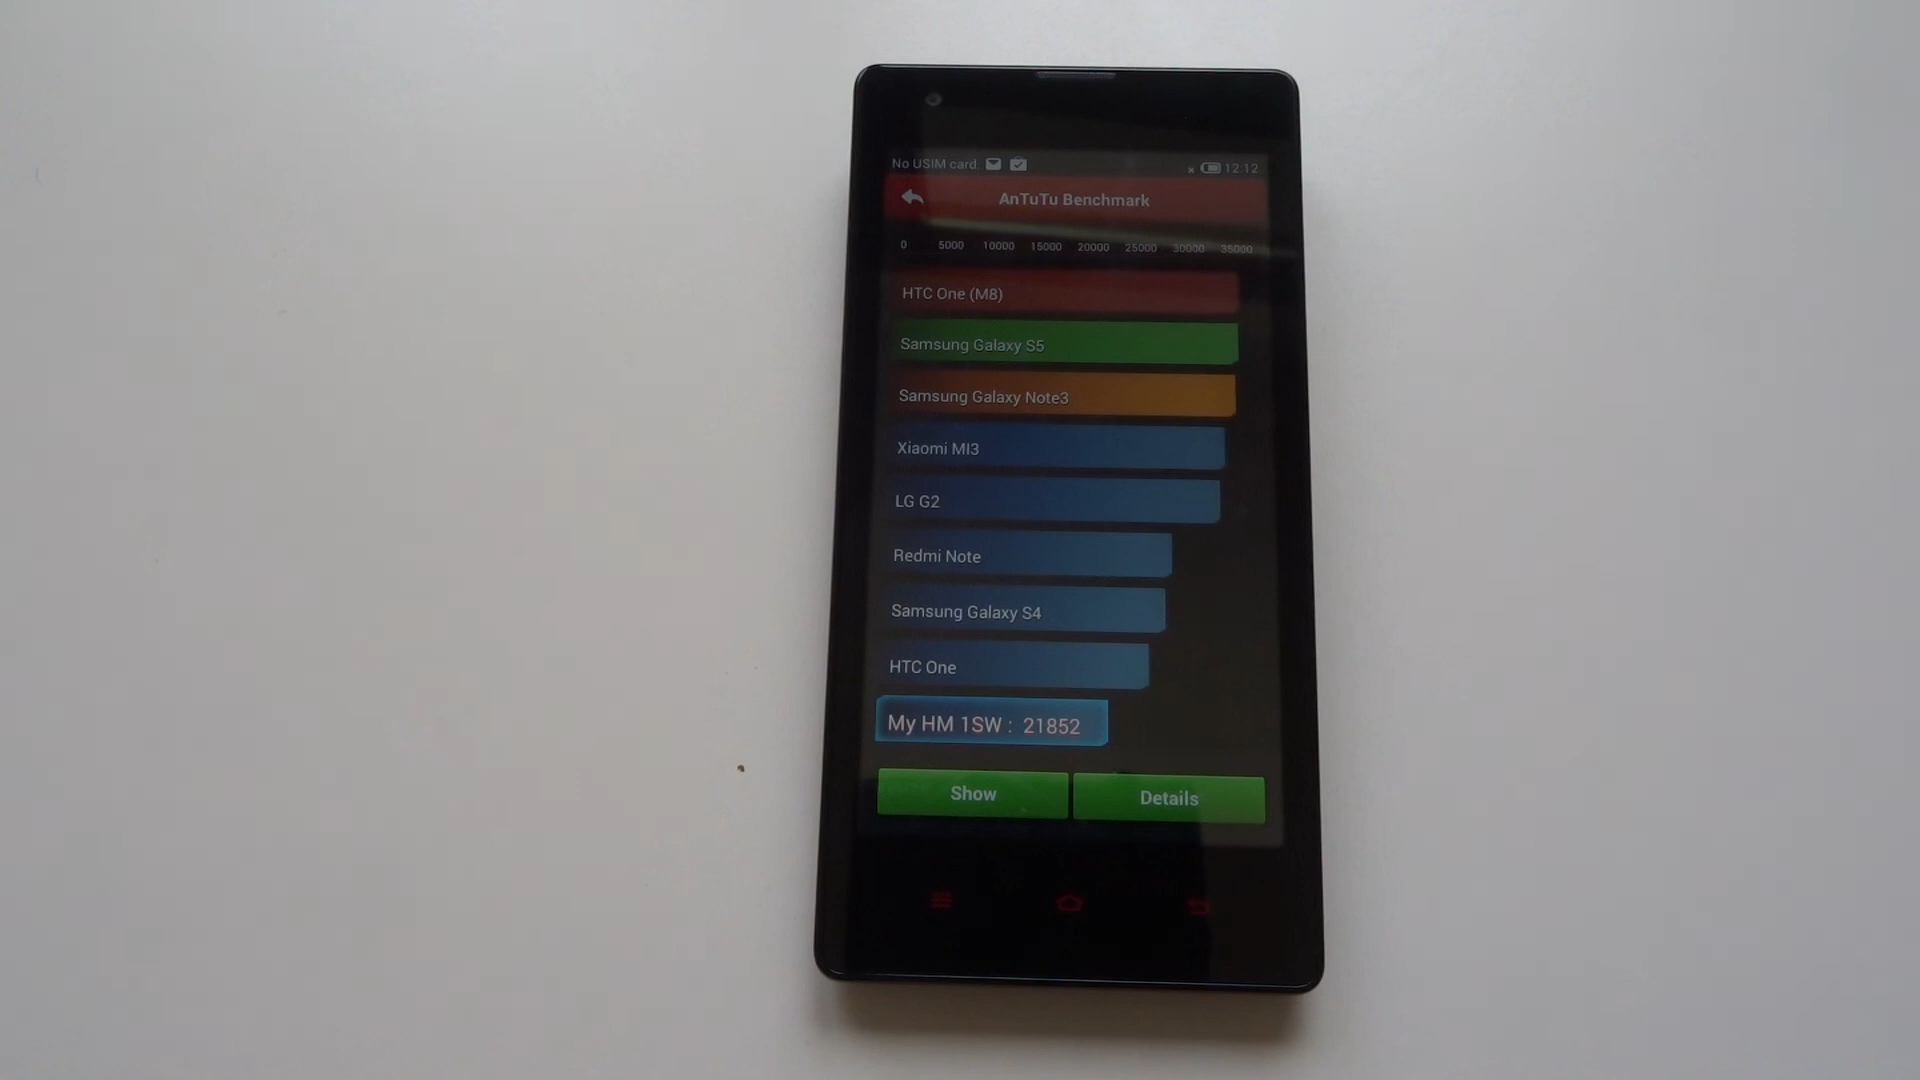 No USIM card 12:12
AnTuTu Benchmark
0 5000 10000 15000 20000 25000 30000 35000
HTC One (M8)
Samsung Galaxy S5
Samsung Galaxy Note3
Xiaomi MI3
LG G2
Redmi Note
Samsung Galaxy S4
HTC One
My HM 1SW : 21852
Show Details